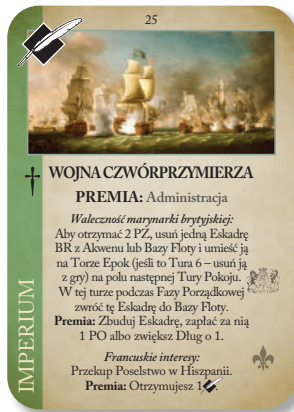 25
† WOJNA CZWÓRPRZYMIERZA
PREMIA: Administracja
Waleczność marynarki brytyjskiej:
Aby otrzymać 2 PZ, usuń jedną Eskadrę
BR z Akwenu lub Bazy Floty i umieść ją
na Torze Epok (jeśli to Tura 6 – usuń ją
z gry) na polu następnej Tury Pokoju.
W tej turze podczas Fazy Porządkowej
zwróć tę Eskadrę do Bazy Floty.
Premia: Zbuduj Eskadrę, zapłać za nią
1 PO albo zwiększ Dług o 1.
Francuskie interesy:
Przekup Poselstwo w Hiszpanii.
Premia: Otrzymujesz 1
IMPERIUM